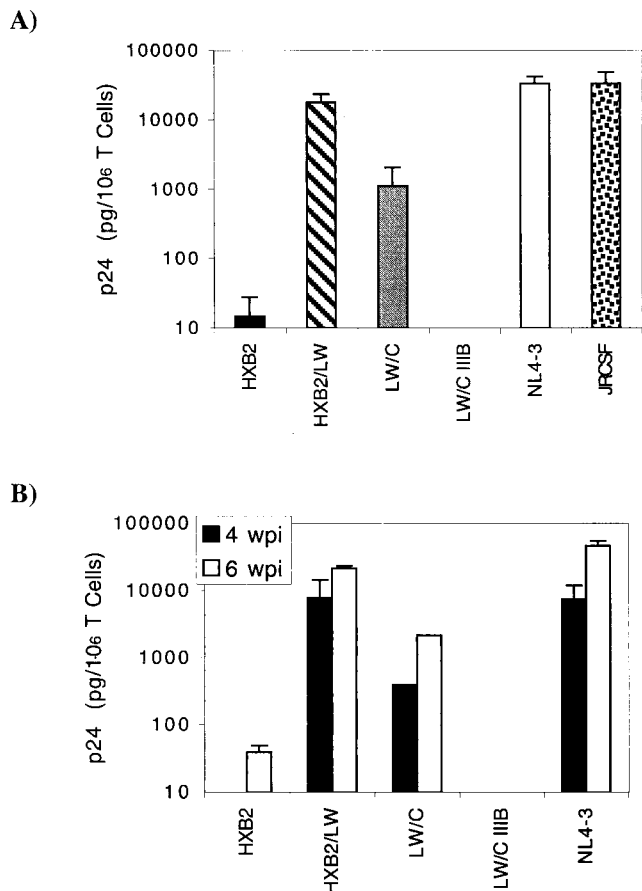 A)
100000
10000
1000
100
10
p24 (pg/10⁶ T Cells)
HXB2
HXB2/LW
LW/C
LW/C IIIB
NL4-3
JRCSF
B)
100000
10000
1000
100
10
p24 (pg/10⁶ T Cells)
4 wpi
6 wpi
HXB2
HXB2/LW
LW/C
LW/C IIIB
NL4-3